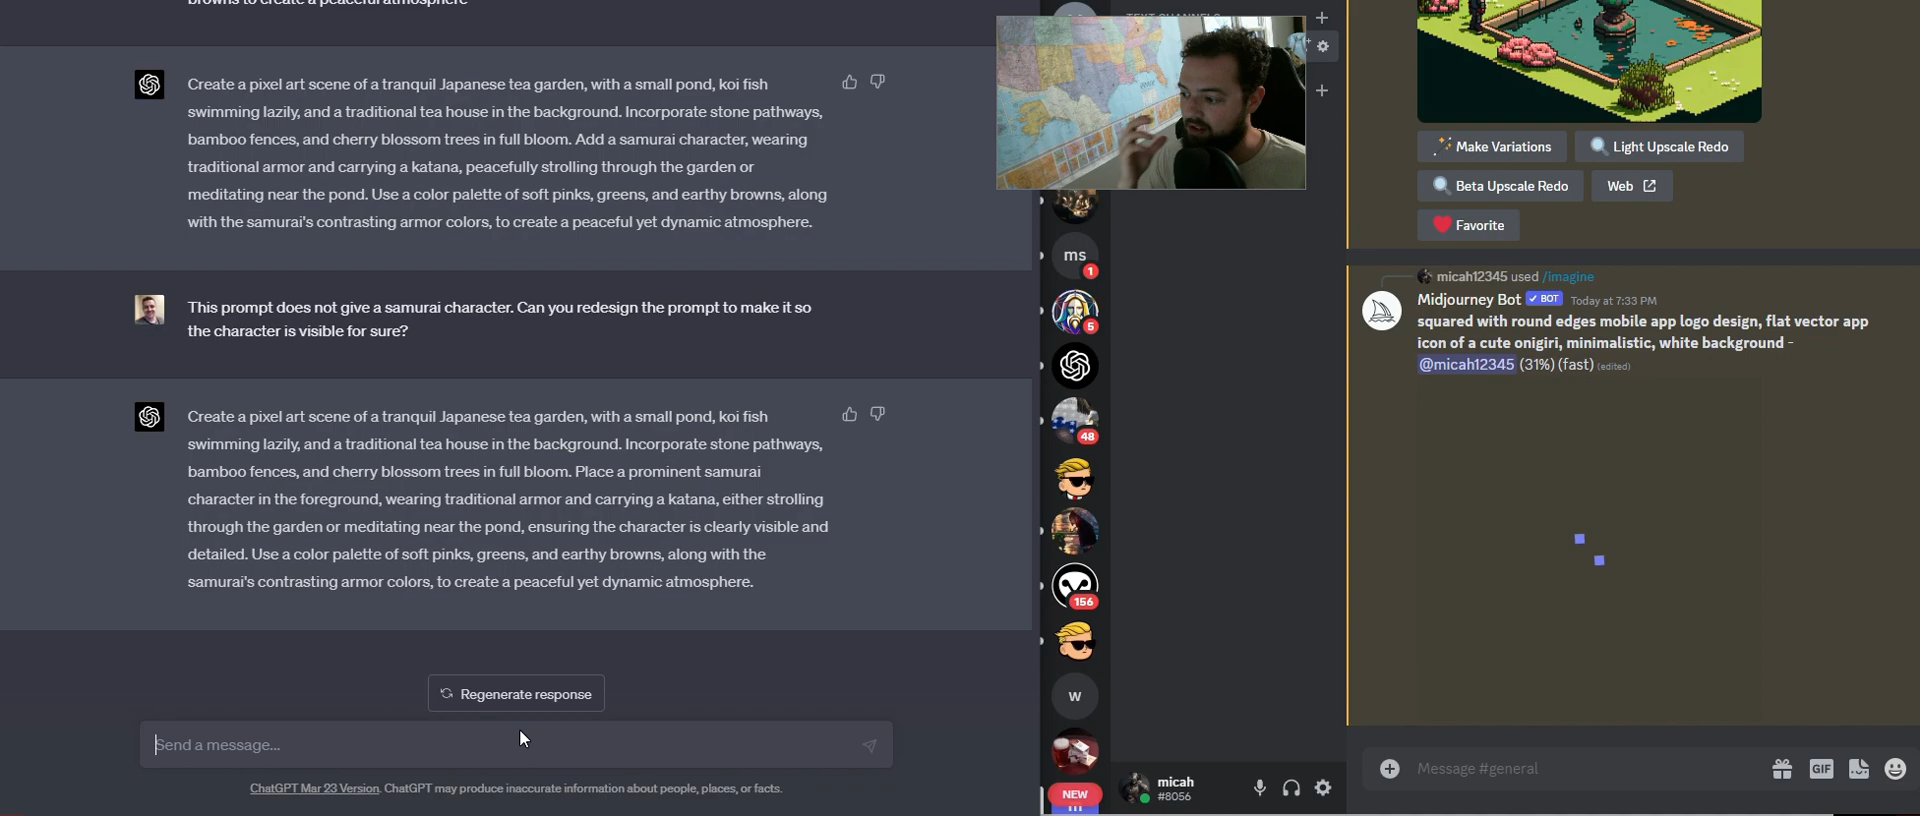 browns to create a peaceful atmosphere
Create a pixel art scene of a tranquil Japanese tea garden, with a small pond, koi fish
swimming lazily, and a traditional tea house in the background. Incorporate stone pathways,
bamboo fences, and cherry blossom trees in full bloom. Add a samurai character, wearing
traditional armor and carrying a katana, peacefully strolling through the garden or
meditating near the pond. Use a color palette of soft pinks, greens, and earthy browns, along
with the samurai's contrasting armor colors, to create a peaceful yet dynamic atmosphere.
This prompt does not give a samurai character. Can you redesign the prompt to make it so
the character is visible for sure?
Create a pixel art scene of a tranquil Japanese tea garden, with a small pond, koi fish
swimming lazily, and a traditional tea house in the background. Incorporate stone pathways,
bamboo fences, and cherry blossom trees in full bloom. Place a prominent samurai
character in the foreground, wearing traditional armor and carrying a katana, either strolling
through the garden or meditating near the pond, ensuring the character is clearly visible and
detailed. Use a color palette of soft pinks, greens, and earthy browns, along with the
samurai's contrasting armor colors, to create a peaceful yet dynamic atmosphere.
Regenerate response
Send a message...
ChatGPT Mar 23 Version. ChatGPT may produce inaccurate information about people, places, or facts.
TEXT CHANNELS
ms
1
5
48
156
W
NEW
m
micah
#8056
Make Variations
Light Upscale Redo
Beta Upscale Redo
Web
Favorite
micah12345 used /imagine
Midjourney Bot ✓ BOT Today at 7:33 PM
squared with round edges mobile app logo design, flat vector app
icon of a cute onigiri, minimalistic, white background -
@micah12345 (31%) (fast) (edited)
Message #general
GIF